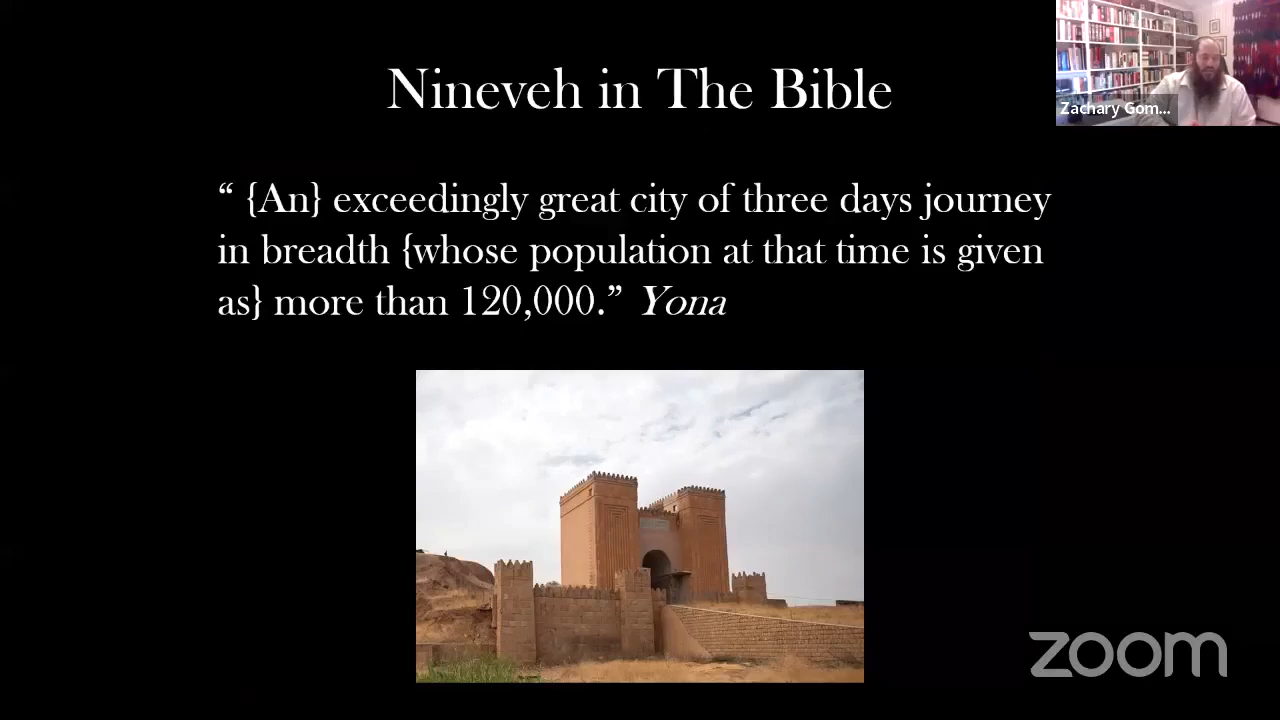 Nineveh in The Bible
Zachary Gom...
“ {An} exceedingly great city of three days journey
in breadth {whose population at that time is given
as} more than 120,000.” Yona
zoom